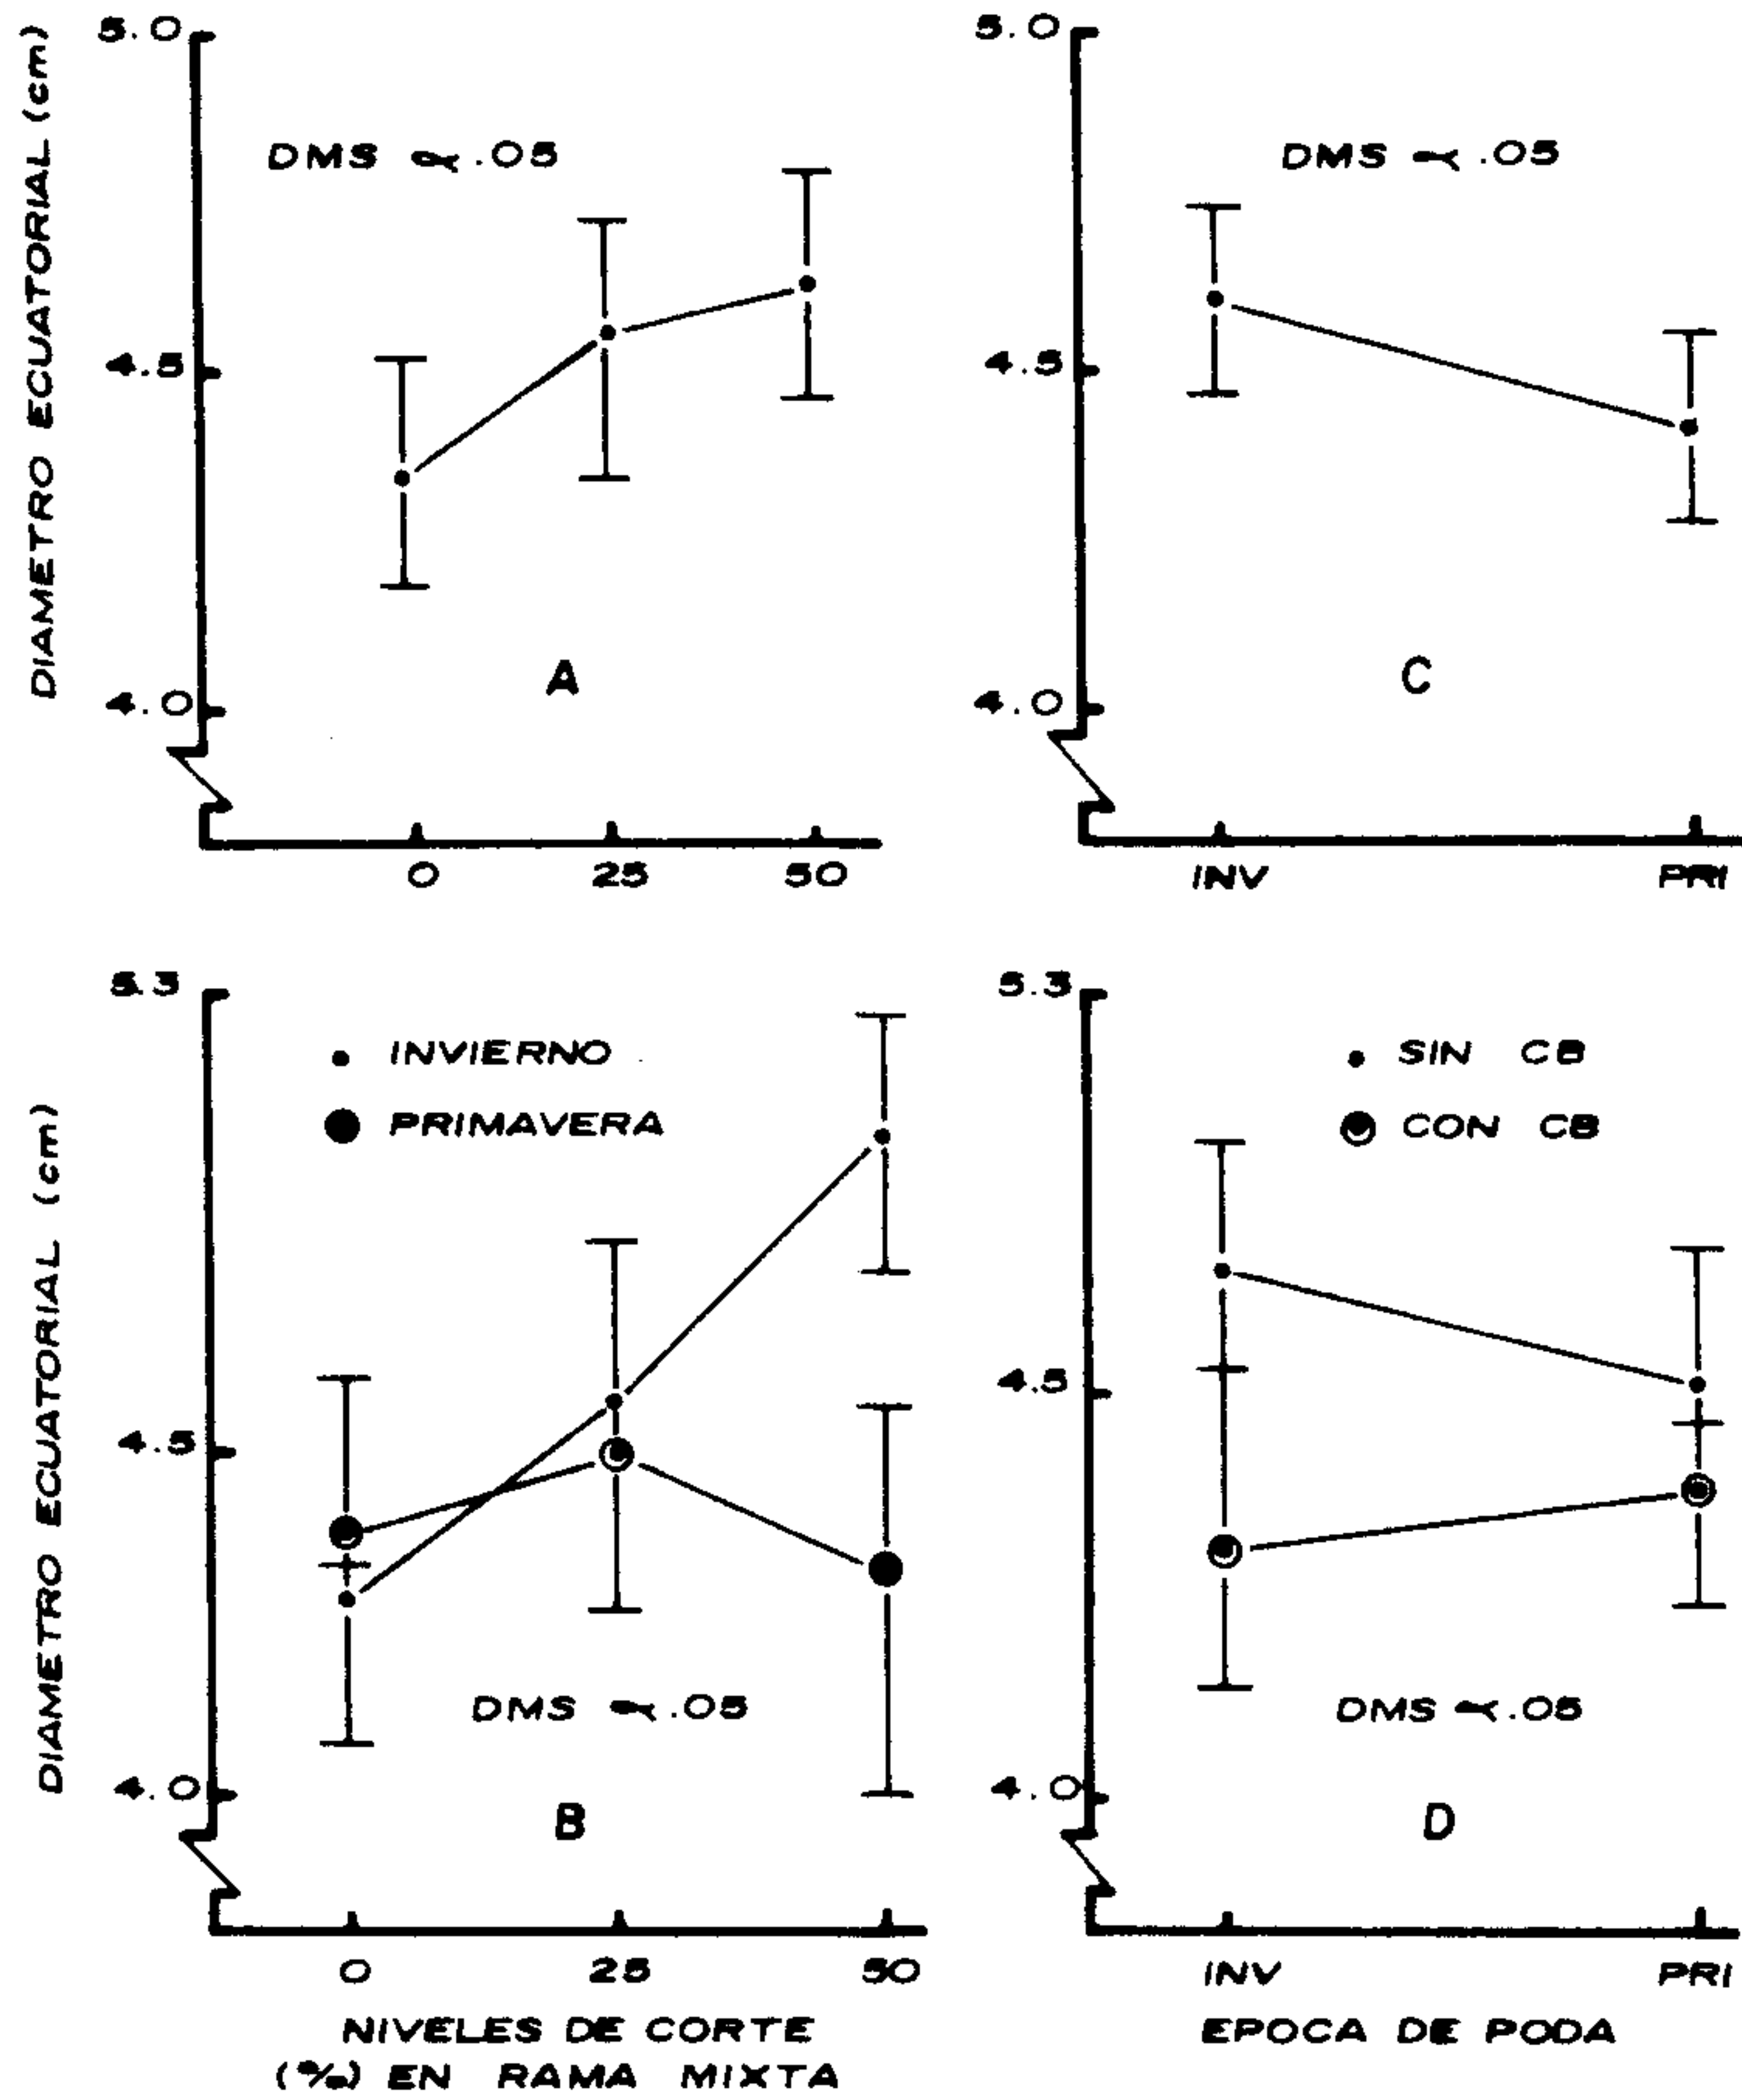 DIAMETRO ECUATORIAL (cm)
5.0
DMS ∝ .05
4.5
4.0
A
0 25 50
5.0
DMS ∝ .05
4.5
4.0
C
INV PRI
DIAMETRO ECUATORIAL (cm)
5.3
• INVIERNO
● PRIMAVERA
4.5
DMS ∝ .05
4.0
B
0 25 50
NIVELES DE CORTE
(%) EN RAMA MIXTA
5.3
• SIN CB
CON CB
4.5
DMS ∝ .05
4.0
D
INV PRI
EPOCA DE PODA